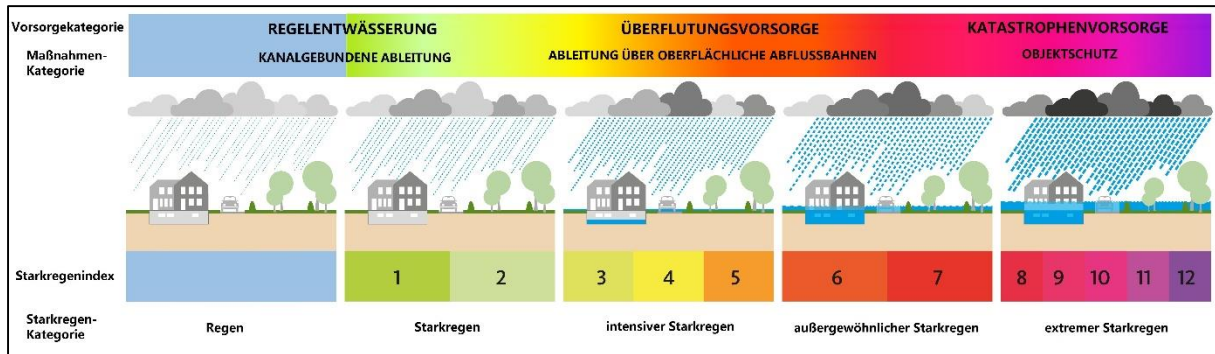 Vorsorgekategorie REGELENTWÄSSERUNG ÜBERFLUTUNGSVORSORGE KATASTROPHENVORSORGE
Maßnahmen-
Kategorie KANALGEBUNDENE ABLEITUNG ABLEITUNG ÜBER OBERFLÄCHLICHE ABFLUSSBAHNEN OBJEKTSCHUTZ
Starkregenindex 1 2 3 4 5 6 7 8 9 10 11 12
Starkregen-
Kategorie Regen Starkregen intensiver Starkregen außergewöhnlicher Starkregen extremer Starkregen